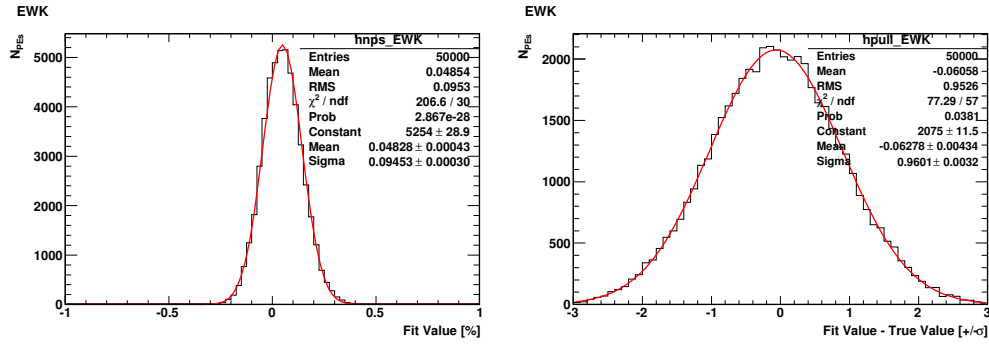 EWK
N_PEs
hnps_EWK
Entries 50000
Mean 0.04854
RMS 0.0953
χ² / ndf 206.6 / 30
Prob 2.867e-28
Constant 5254 ± 28.9
Mean 0.04828 ± 0.00043
Sigma 0.09453 ± 0.00030
5000
4000
3000
2000
1000
0
-1 -0.5 0 0.5 1
Fit Value [%]
EWK
N_PEs
hpull_EWK
Entries 50000
Mean -0.06058
RMS 0.9526
χ² / ndf 77.29 / 57
Prob 0.0381
Constant 2075 ± 11.5
Mean -0.06278 ± 0.00434
Sigma 0.9601 ± 0.0032
2000
1500
1000
500
0
-3 -2 -1 0 1 2 3
Fit Value - True Value [+/-σ]